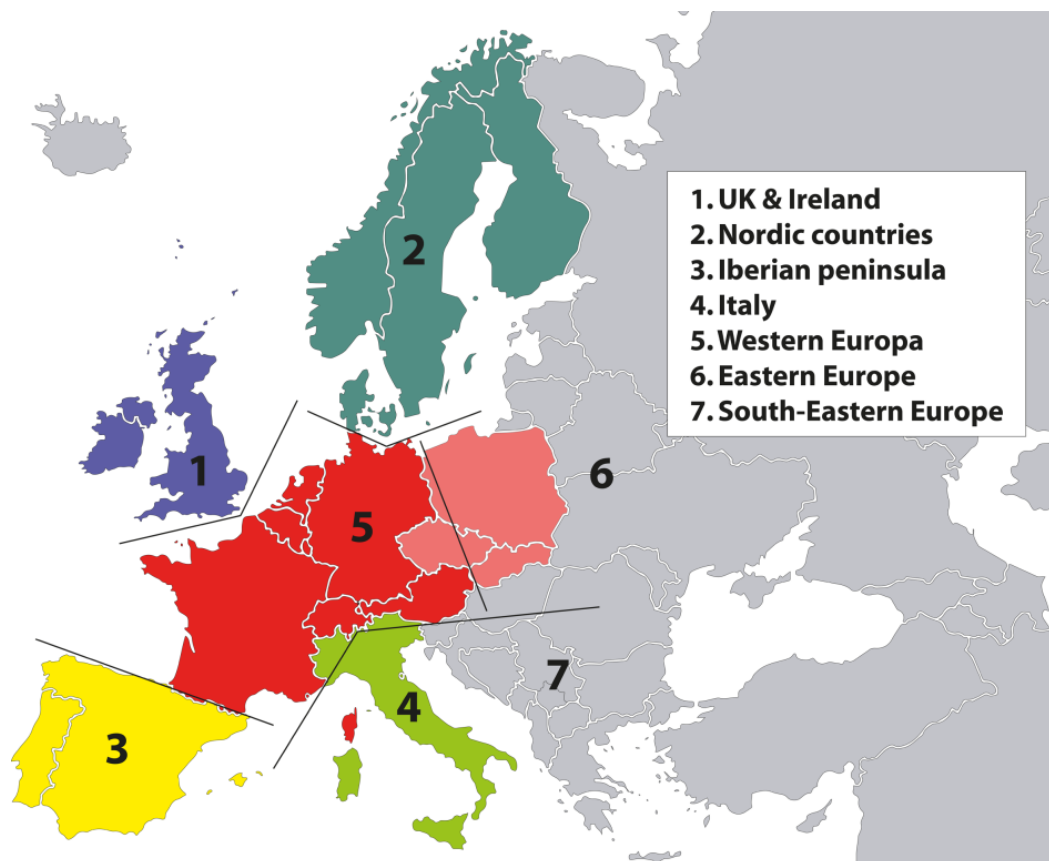 1. UK & Ireland
2. Nordic countries
3. Iberian peninsula
4. Italy
5. Western Europa
6. Eastern Europe
7. South-Eastern Europe
2
1
6
5
7
4
3